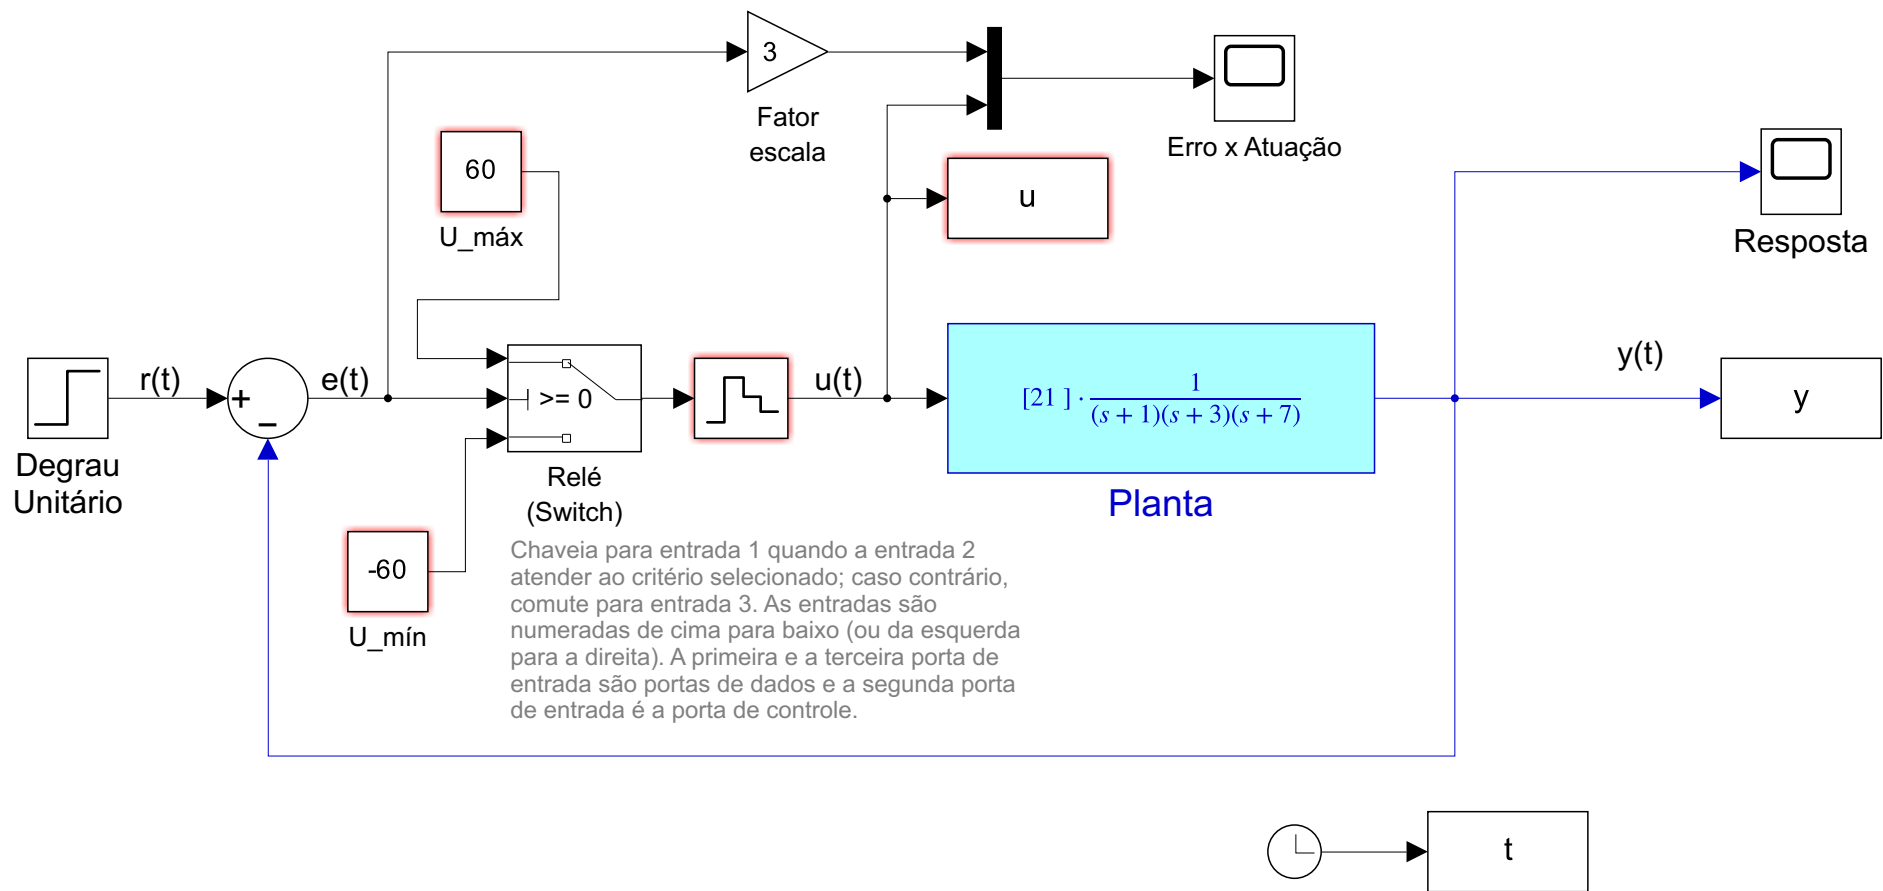 3
Fator
escala
Erro x Atuação
60
U_máx
u
Resposta
Degrau
Unitário
r(t)
+
−
e(t)
>= 0
Relé
(Switch)
u(t)
[21 ] · 1 / (s + 1)(s + 3)(s + 7)
Planta
y(t)
y
-60
U_mín
Chaveia para entrada 1 quando a entrada 2
atender ao critério selecionado; caso contrário,
comute para entrada 3. As entradas são
numeradas de cima para baixo (ou da esquerda
para a direita). A primeira e a terceira porta de
entrada são portas de dados e a segunda porta
de entrada é a porta de controle.
t